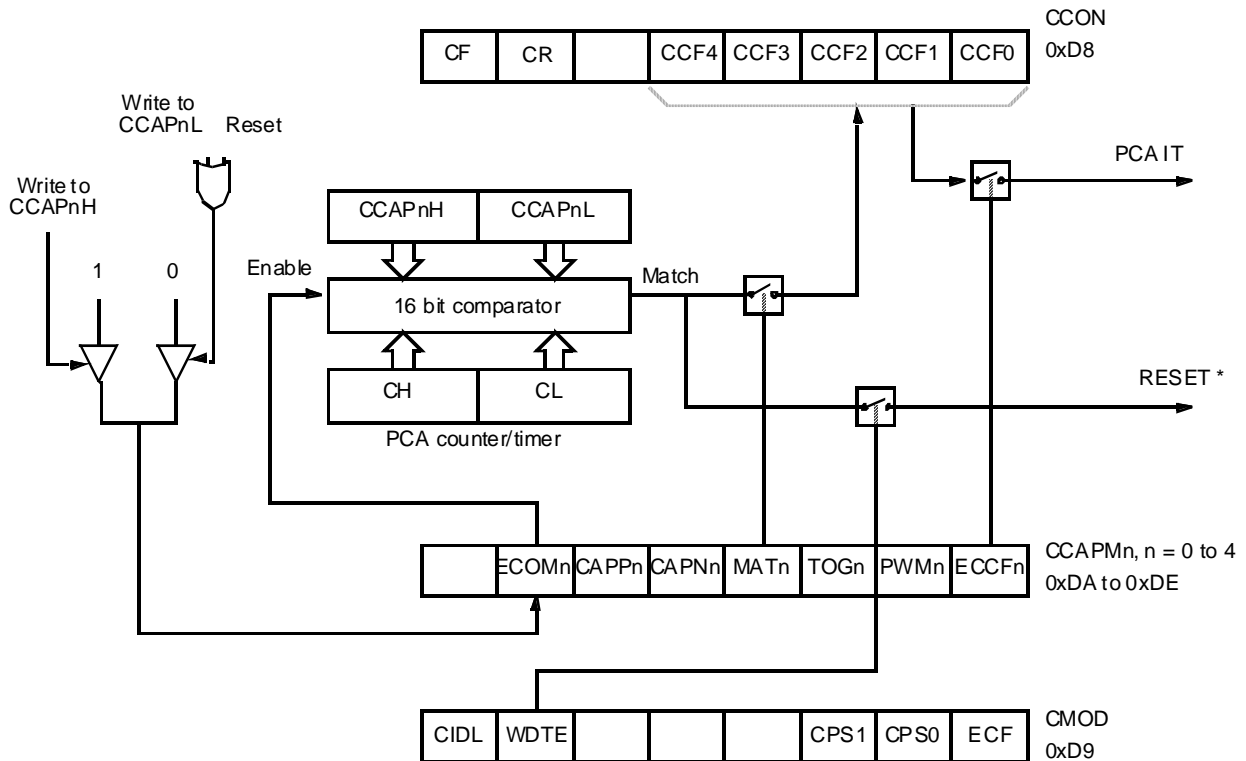 CCON
CF CR CCF4 CCF3 CCF2 CCF1 CCF0 0xD8
Write to
CCAPnL Reset
PCA IT
Write to
CCAPnH
CCAPnH CCAPnL
1 0 Enable Match
16 bit comparator
CH CL
RESET *
PCA counter/timer
ECOMn CAPPn CAPNn MATn TOGn PWMn ECCFn
CCAPMn, n = 0 to 4
0xDA to 0xDE
CIDL WDTE CPS1 CPS0 ECF
CMOD
0xD9